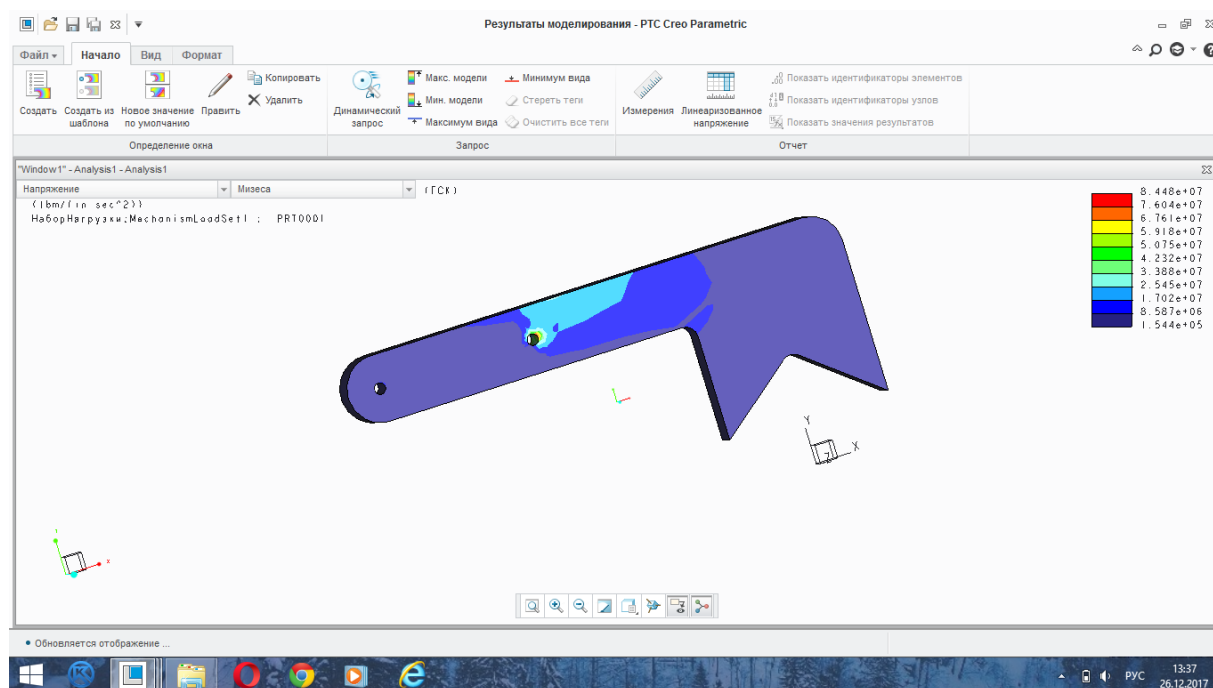 Результаты моделирования - PTC Creo Parametric
Файл
Начало
Вид
Формат
Создать
Создать из шаблона
Новое значение по умолчанию
Править
Копировать
Удалить
Определение окна
Динамический запрос
Макс. модели
Мин. модели
Максимум вида
Минимум вида
Стереть теги
Очистить все теги
Запрос
Измерения
Линеаризованное напряжение
Показать идентификаторы элементов
Показать идентификаторы узлов
Показать значения результатов
Отчет
"Window1" - Analysis1 - Analysis1
Напряжение
Мизеса
(ГСК)
(lbm/(in sec^2))
НаборНагрузки:MechanismLoadSet1 : PRT0001
8.448e+07
7.604e+07
6.761e+07
5.918e+07
5.075e+07
4.232e+07
3.388e+07
2.545e+07
1.702e+07
8.587e+06
1.544e+05
Y
X
Z
Y
X
• Обновляется отображение ...
РУС
13:37
26.12.2017